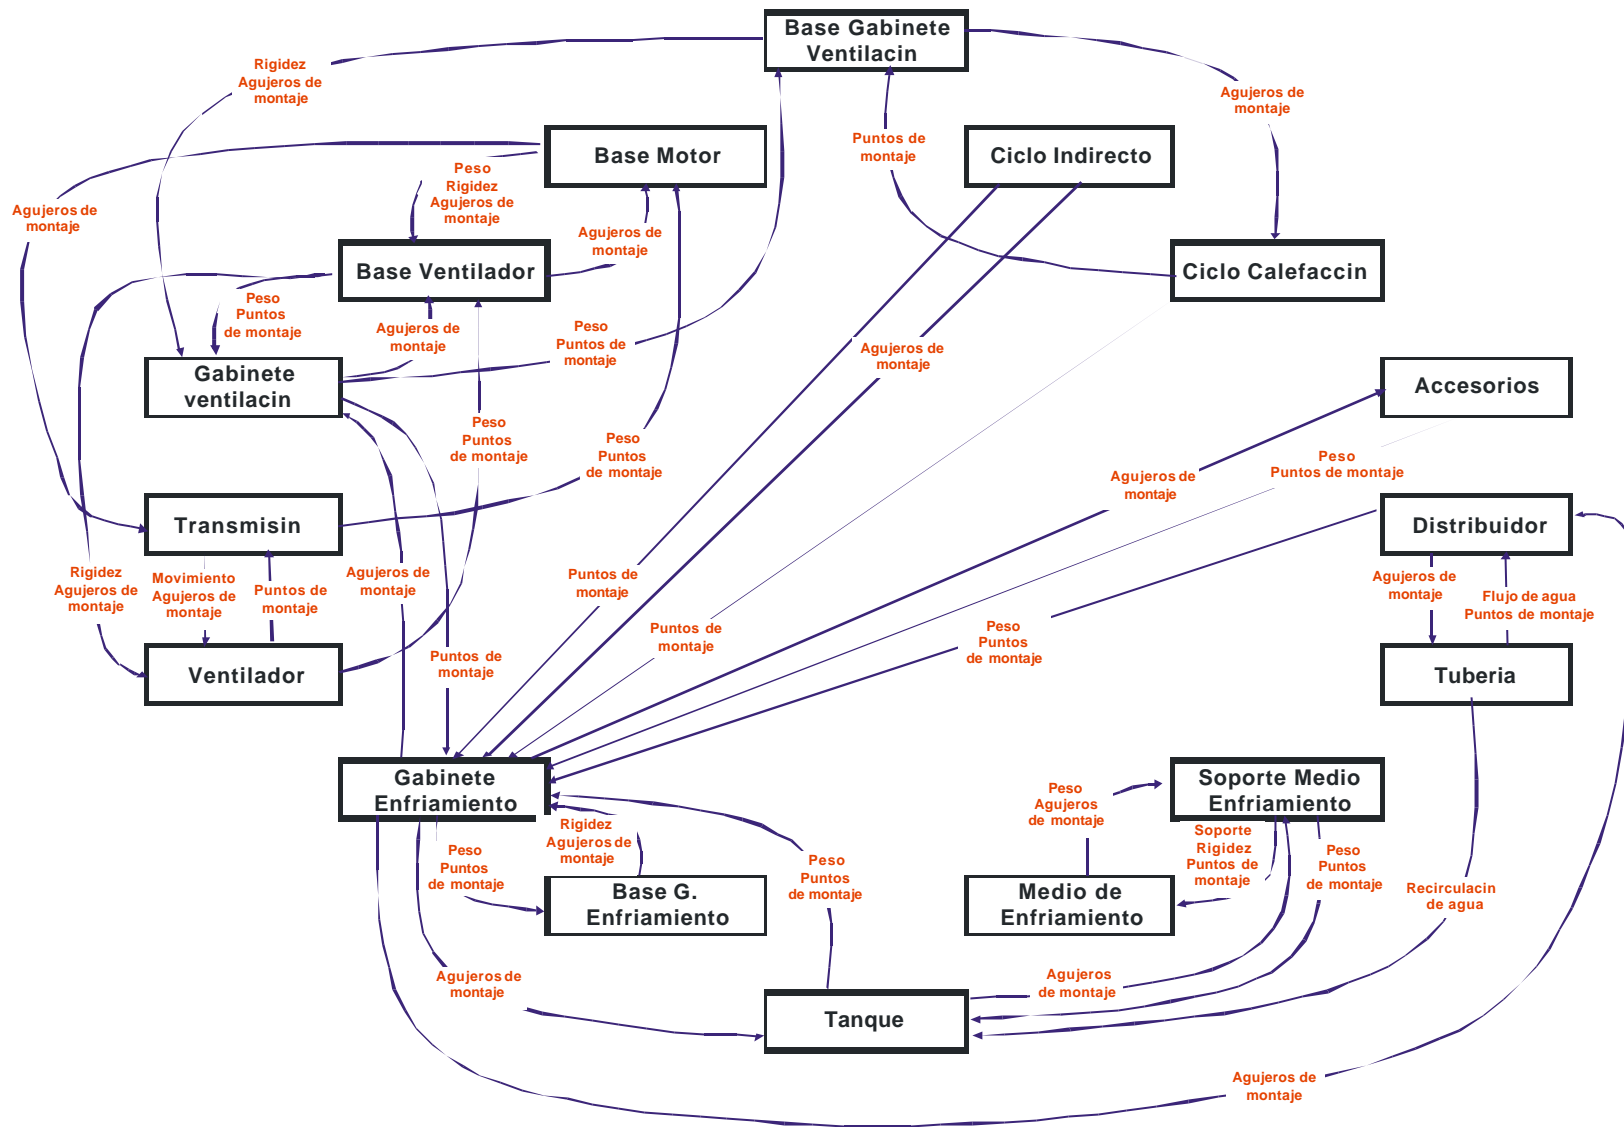 Base Gabinete
Ventilacin
Rigidez
Agujeros de
montaje
Agujeros de
montaje
Base Motor
Puntos de
montaje
Ciclo Indirecto
Peso
Rigidez
Agujeros de
montaje
Agujeros de
montaje
Agujeros de
montaje
Base Ventilador
Ciclo Calefaccin
Peso
Puntos
de montaje
Agujeros de
montaje
Peso
Puntos de
montaje
Agujeros de
montaje
Gabinete
ventilacin
Accesorios
Peso
Puntos
de montaje
Peso
Puntos
de montaje
Agujeros de
montaje
Peso
Puntos de montaje
Transmisin
Distribuidor
Rigidez
Agujeros de
montaje
Movimiento
Agujeros de
montaje
Puntos de
montaje
Agujeros de
montaje
Puntos de
montaje
Agujeros de
montaje
Flujo de agua
Puntos de montaje
Puntos de
montaje
Peso
Puntos
de montaje
Puntos de
montaje
Ventilador
Tuberia
Gabinete
Enfriamiento
Soporte Medio
Enfriamiento
Peso
Agujeros
de montaje
Rigidez
Agujeros de
montaje
Peso
Puntos
de montaje
Peso
Puntos
de montaje
Soporte
Rigidez
Puntos de
montaje
Peso
Puntos
de montaje
Base G.
Enfriamiento
Medio de
Enfriamiento
Recirculacin
de agua
Agujeros de
montaje
Agujeros
de montaje
Tanque
Agujeros de
montaje